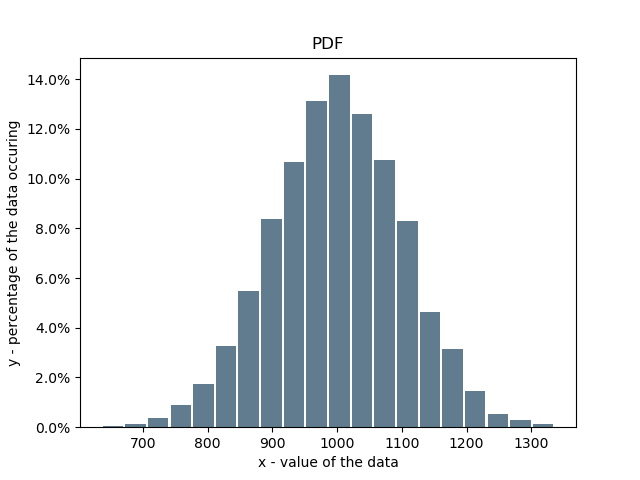 PDF
14.0%
12.0%
10.0%
8.0%
6.0%
4.0%
2.0%
0.0%
y - percentage of the data occuring
700 800 900 1000 1100 1200 1300
x - value of the data